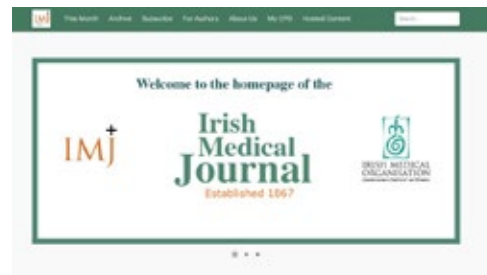 IMJ This Month Archive Subscribe For Authors About Us My CPD Hosted Content Search
Welcome to the homepage of the
IMJ
Irish
Medical
Journal
Established 1867
IRISH MEDICAL
ORGANISATION